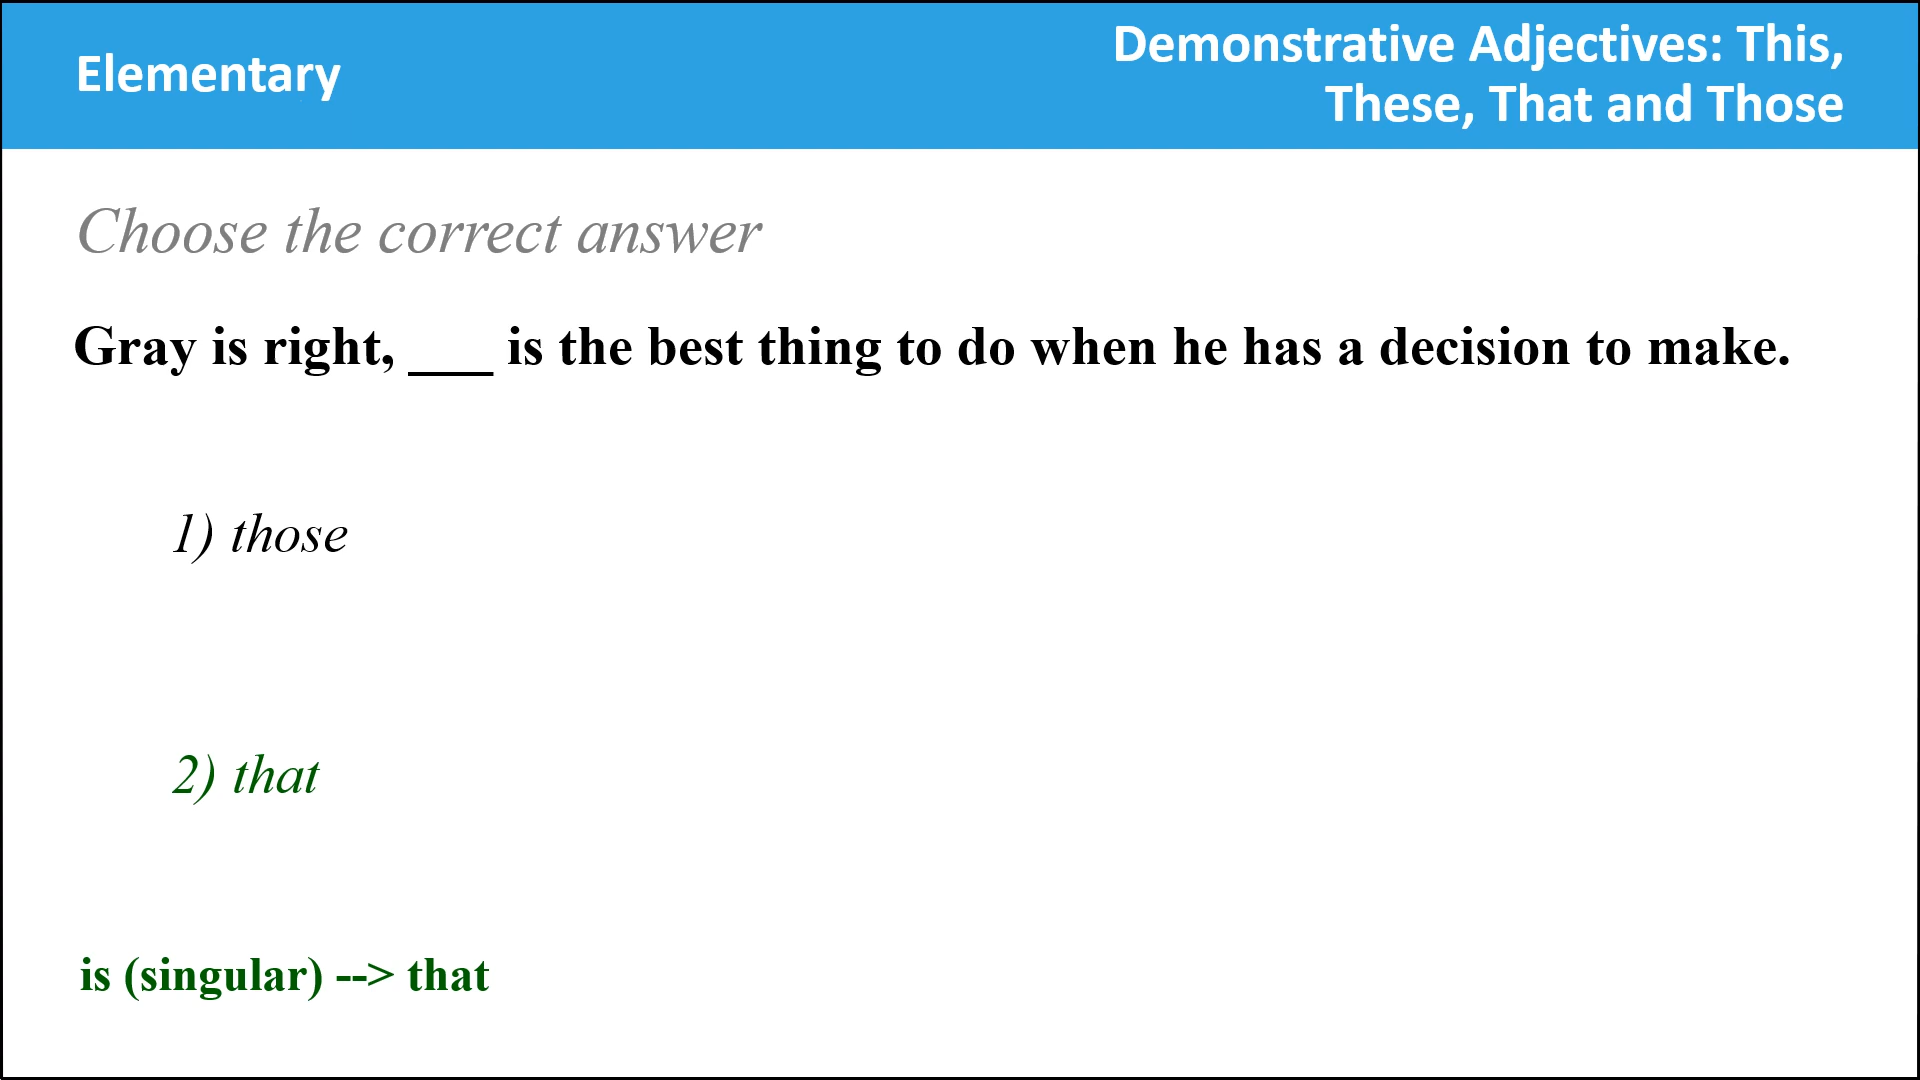 Elementary
Demonstrative Adjectives: This,
These, That and Those
Choose the correct answer
Gray is right, ___ is the best thing to do when he has a decision to make.
1) those
2) that
is (singular) --> that